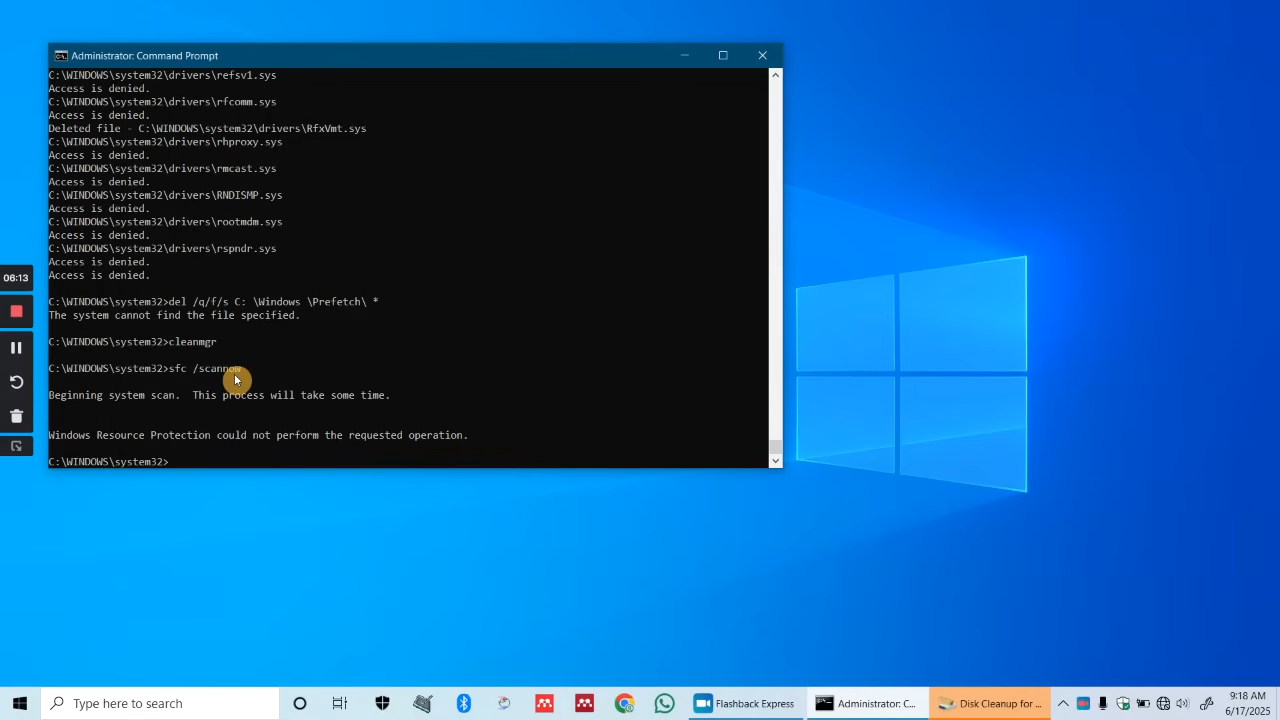 Administrator: Command Prompt
C:\WINDOWS\system32\drivers\refsv1.sys
Access is denied.
C:\WINDOWS\system32\drivers\rfcomm.sys
Access is denied.
Deleted file - C:\WINDOWS\system32\drivers\RfxVmt.sys
C:\WINDOWS\system32\drivers\rhproxy.sys
Access is denied.
C:\WINDOWS\system32\drivers\rmcast.sys
Access is denied.
C:\WINDOWS\system32\drivers\RNDISMP.sys
Access is denied.
C:\WINDOWS\system32\drivers\rootmdm.sys
Access is denied.
C:\WINDOWS\system32\drivers\rspndr.sys
Access is denied.
Access is denied.
C:\WINDOWS\system32>del /q/f/s C: \Windows \Prefetch\ *
The system cannot find the file specified.
C:\WINDOWS\system32>cleanmgr
C:\WINDOWS\system32>sfc /scannow
Beginning system scan.  This process will take some time.
Windows Resource Protection could not perform the requested operation.
C:\WINDOWS\system32>
06:13
Type here to search
Flashback Express
Administrator: C...
Disk Cleanup for ...
9:18 AM
6/17/2025